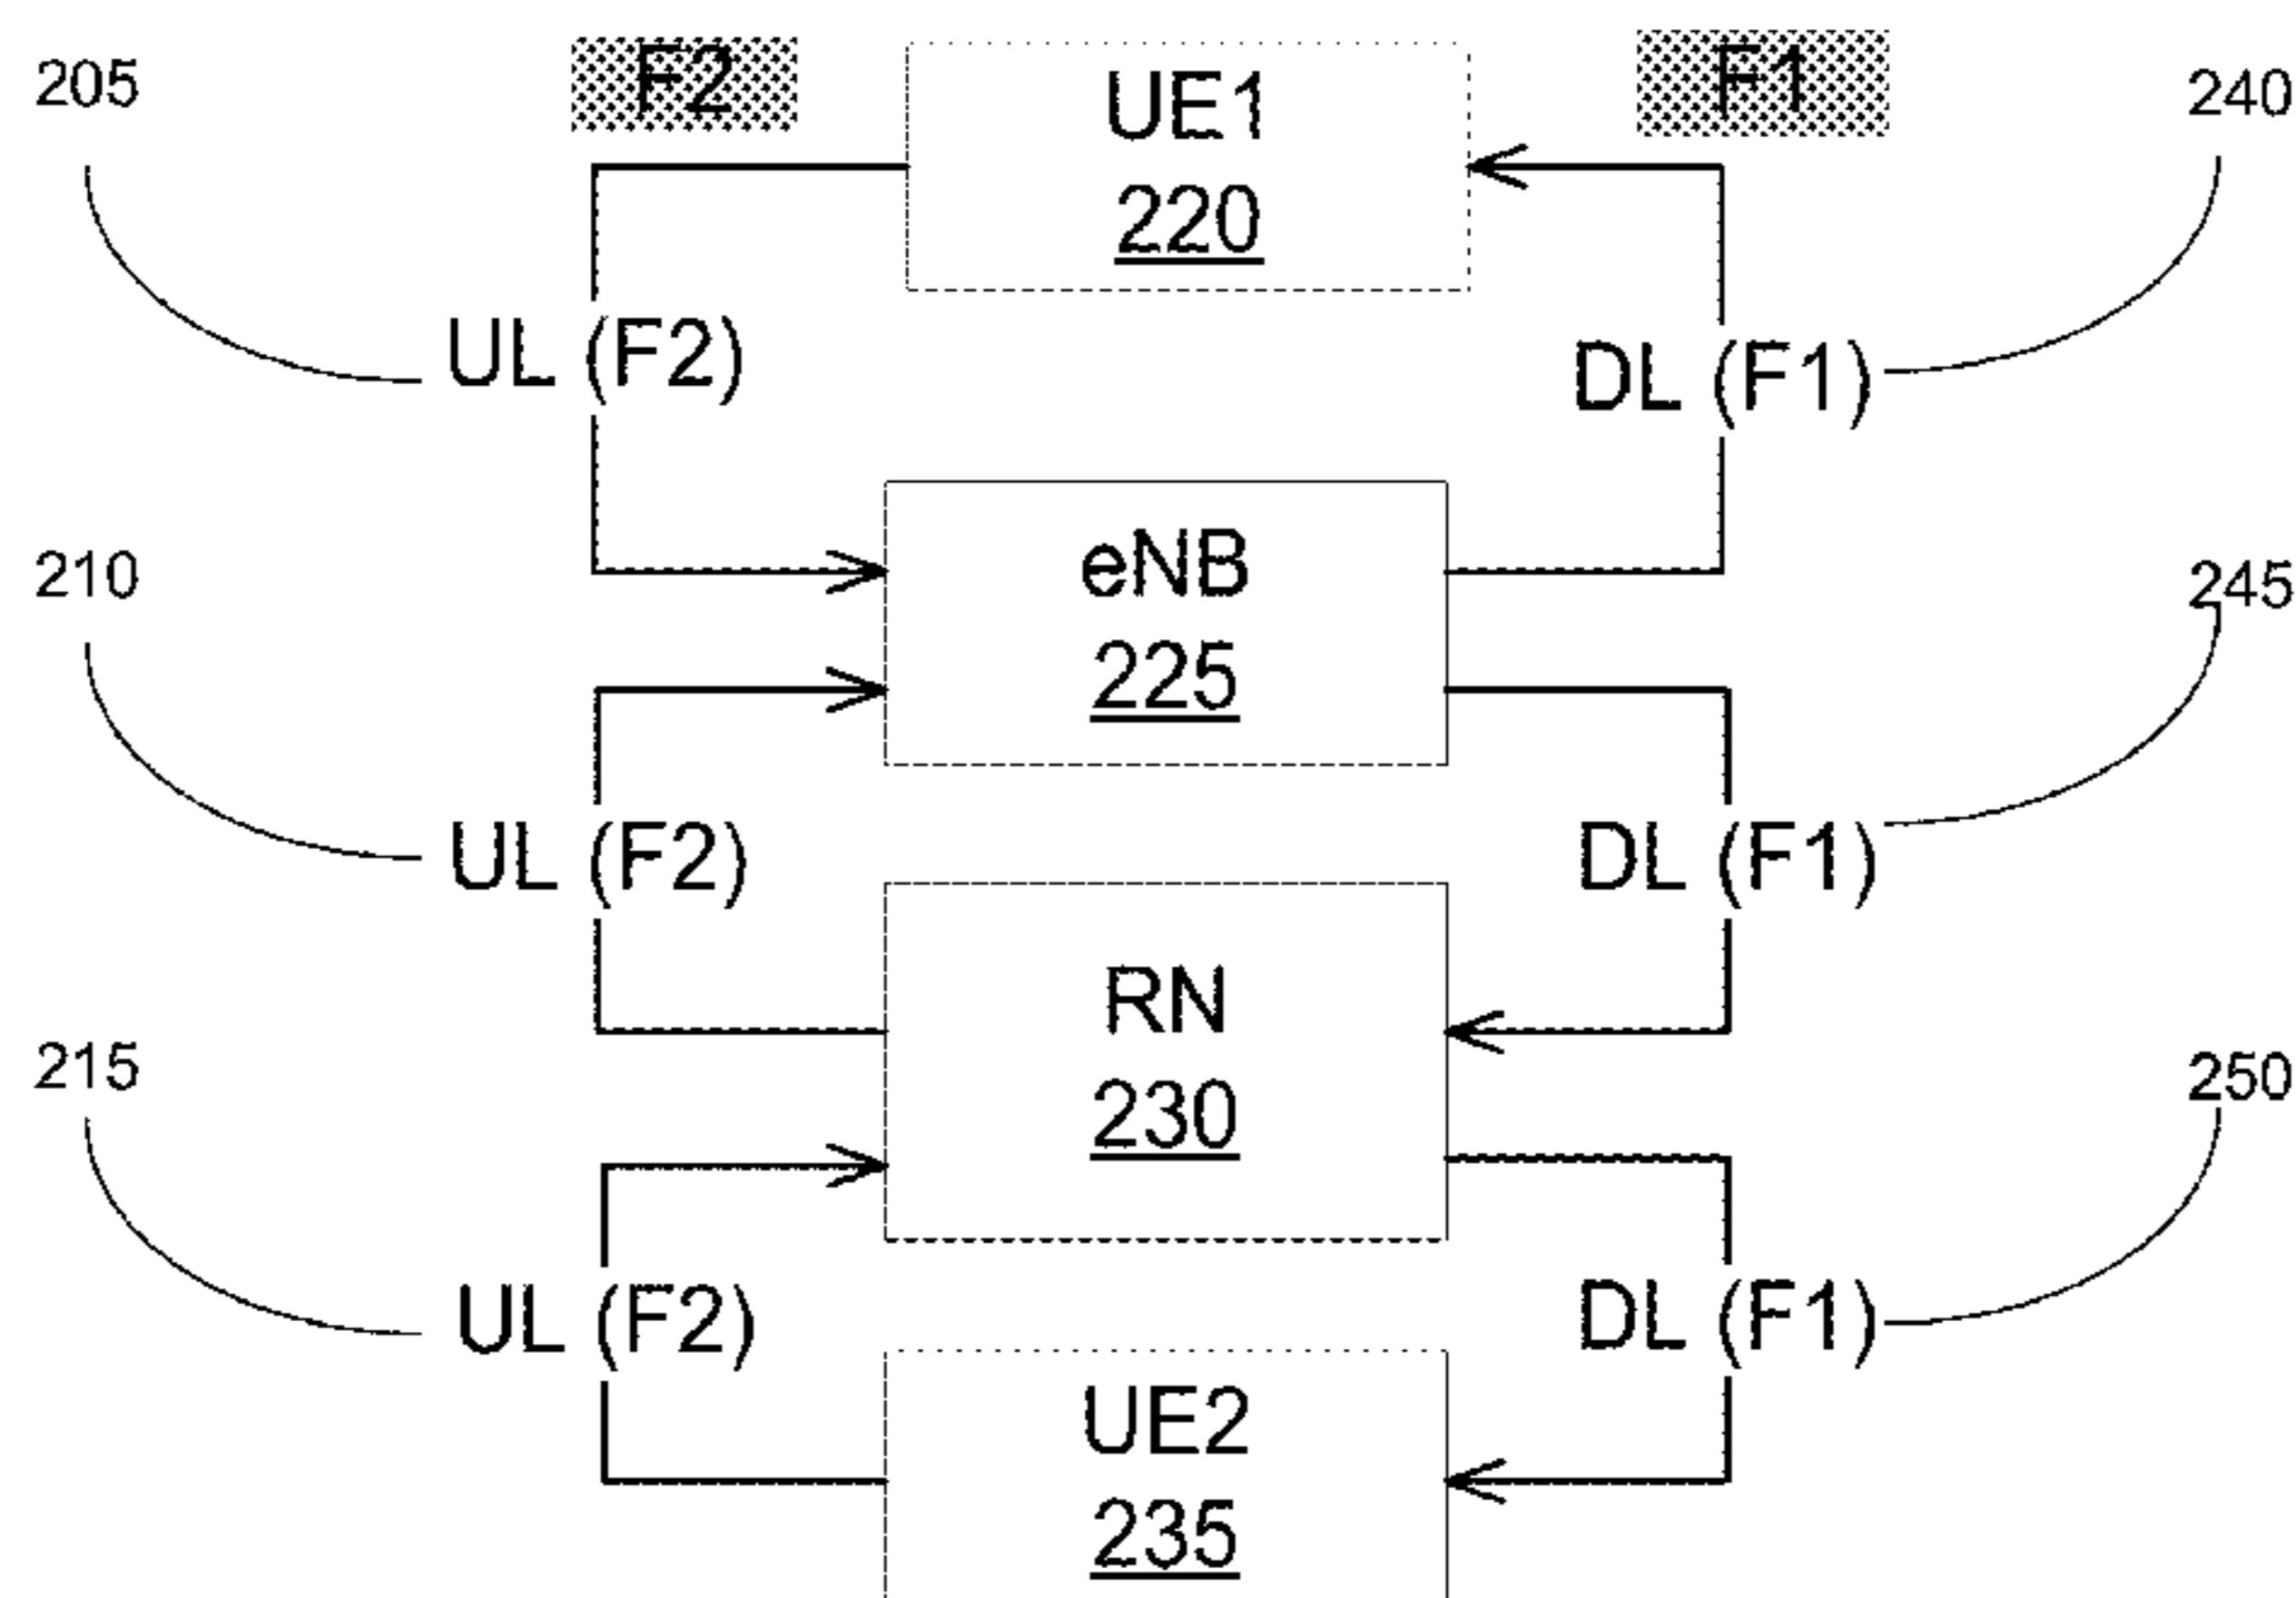 205
F2
UE1
220
F1
240
UL (F2)
DL (F1)
210
eNB
225
245
UL (F2)
DL (F1)
RN
230
215
250
UL (F2)
DL (F1)
UE2
235